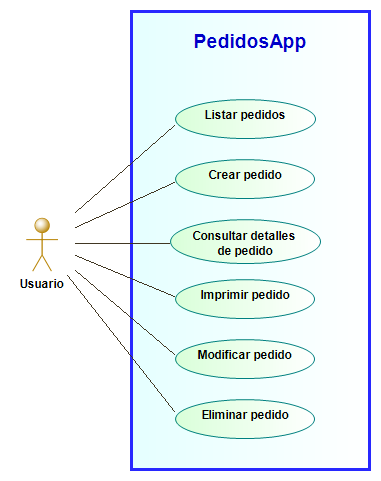 PedidosApp
Listar pedidos
Crear pedido
Consultar detalles
de pedido
Usuario
Imprimir pedido
Modificar pedido
Eliminar pedido